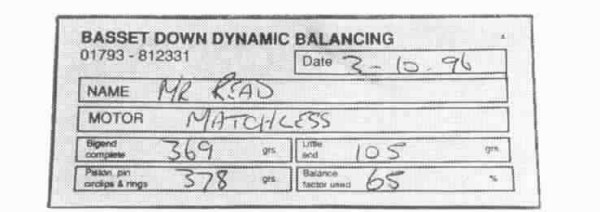 BASSET DOWN DYNAMIC BALANCING
01793 - 812331
Date 2-10.96
NAME MR READ
MOTOR MATCHLESS
Bigend complete 369 grs.
Little end 105 grs.
Piston, pin circlips & rings 378 grs.
Balance factor used 65 %